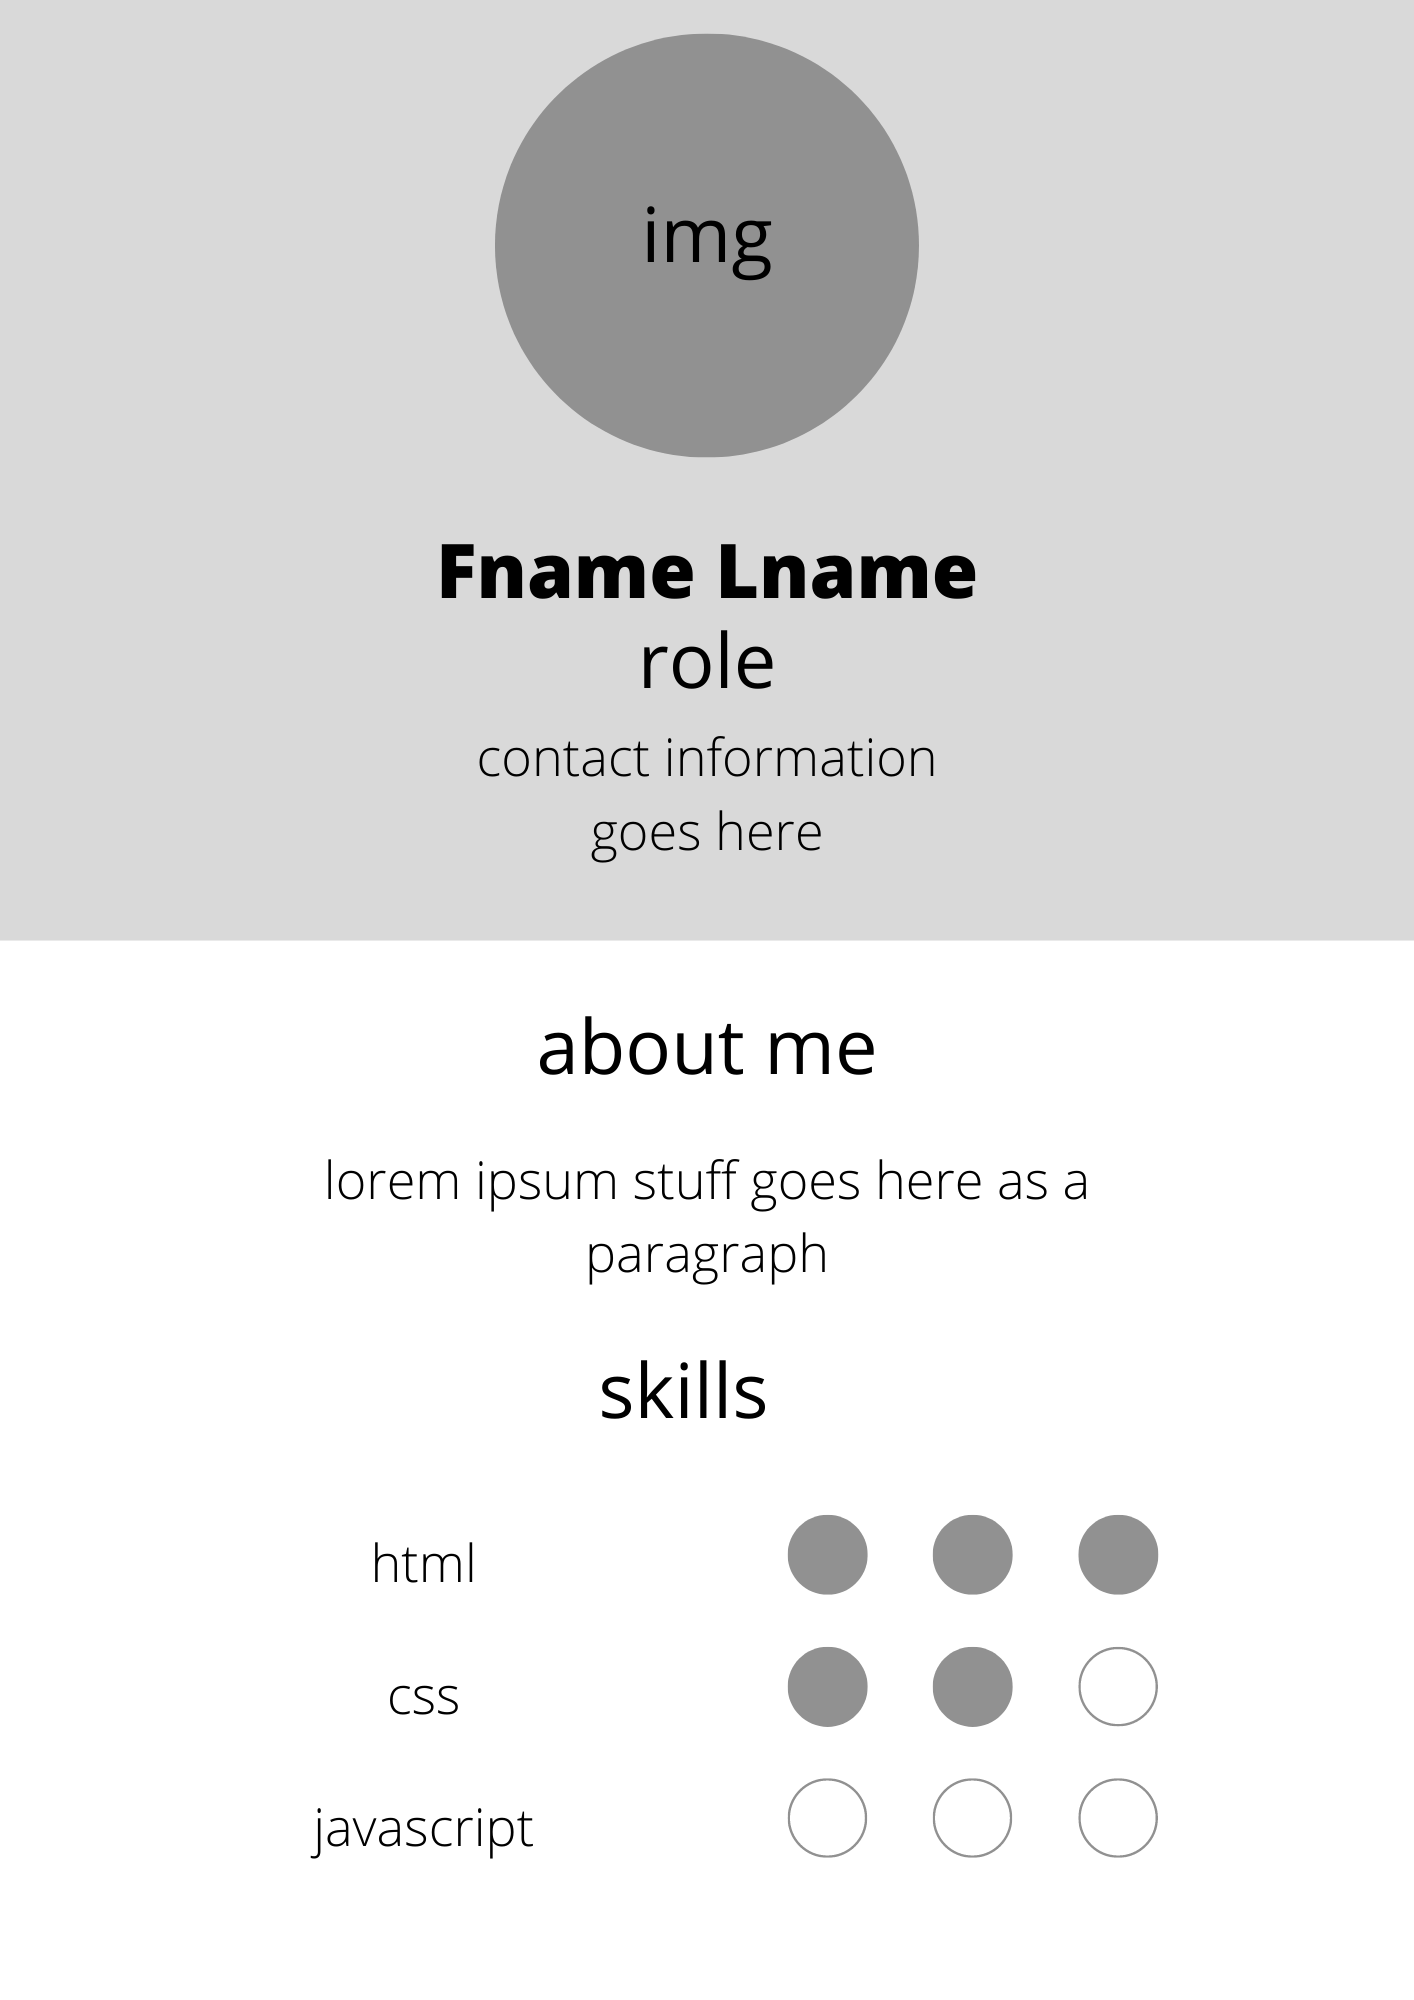 img
Fname Lname
role
contact information
goes here
about me
lorem ipsum stuff goes here as a
paragraph
skills
html
css
javascript